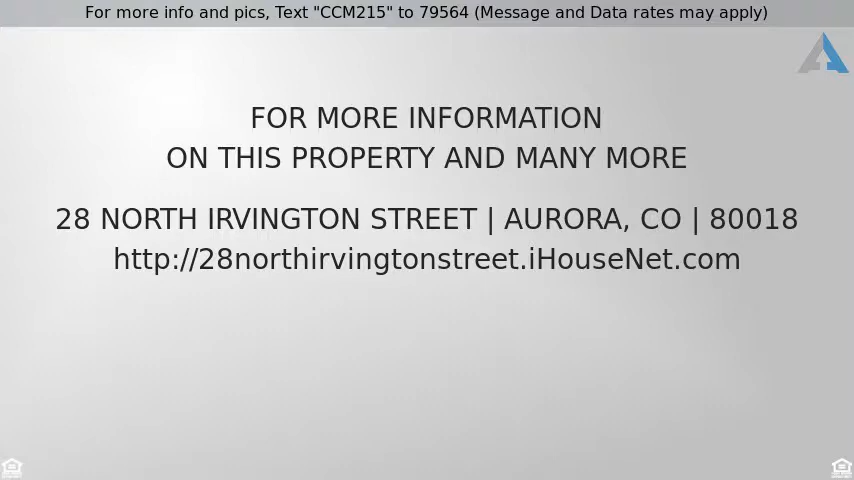 For more info and pics, Text "CCM215" to 79564 (Message and Data rates may apply)
FOR MORE INFORMATION
ON THIS PROPERTY AND MANY MORE
28 NORTH IRVINGTON STREET | AURORA, CO | 80018
http://28northirvingtonstreet.iHouseNet.com